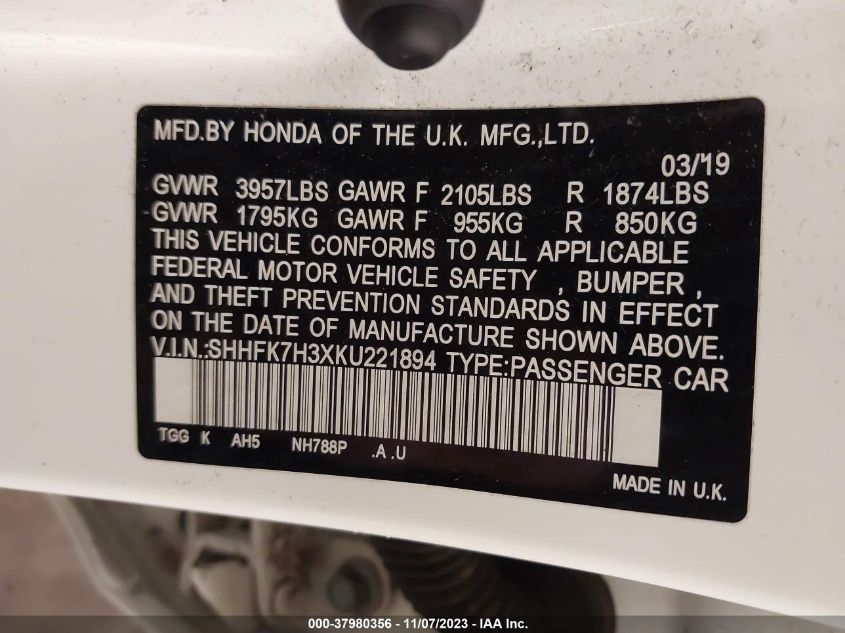 MFD.BY HONDA OF THE U.K. MFG.,LTD.
03/19
GVWR 3957LBS GAWR F 2105LBS R 1874LBS
GVWR 1795KG GAWR F 955KG R 850KG
THIS VEHICLE CONFORMS TO ALL APPLICABLE
FEDERAL MOTOR VEHICLE SAFETY , BUMPER ,
AND THEFT PREVENTION STANDARDS IN EFFECT
ON THE DATE OF MANUFACTURE SHOWN ABOVE.
V.I.N.:SHHFK7H3XKU221894 TYPE:PASSENGER CAR
TGG K AH5 NH788P .A .U
MADE IN U.K.
000-37980356 - 11/07/2023 - IAA Inc.